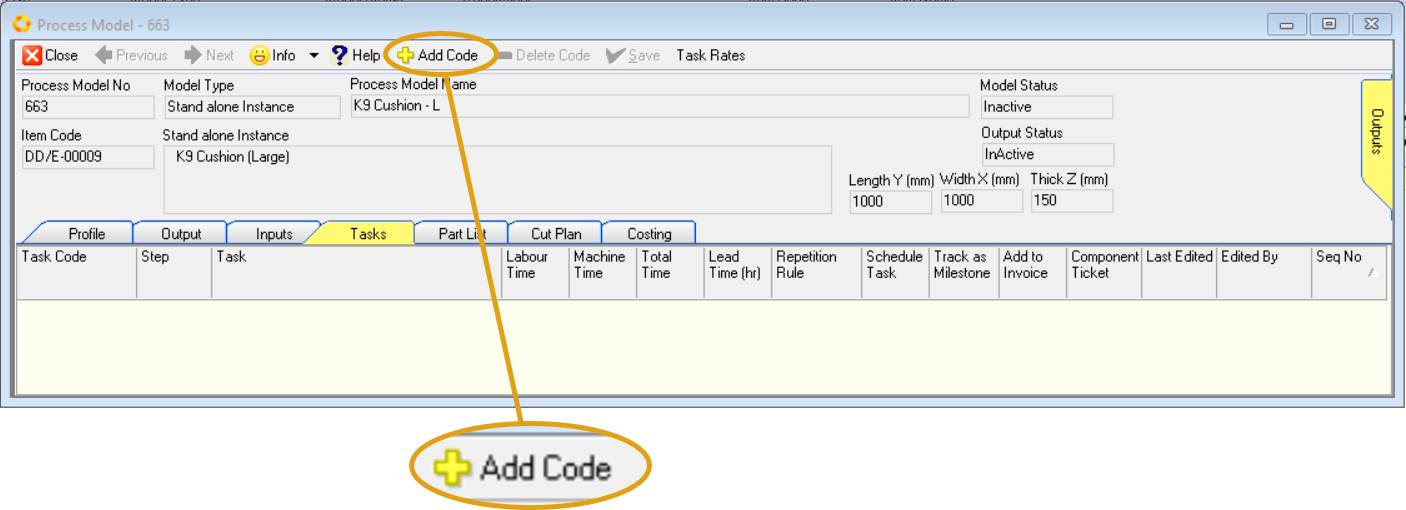 Process Model - 663
Close Previous Next Info Help Add Code Delete Code Save Task Rates
Process Model No Model Type Process Model Name Model Status
663 Stand alone Instance K9 Cushion - L Inactive
Item Code Stand alone Instance Output Status
DD/E-00009 K9 Cushion (Large) InActive
Length Y (mm) Width X (mm) Thick Z (mm)
1000 1000 150
Outputs
Profile Output Inputs Tasks Part List Cut Plan Costing
Task Code Step Task Labour Machine Total Lead Repetition Schedule Track as Add to Component Last Edited Edited By Seq No
Time Time Time Time (hr) Rule Task Milestone Invoice Ticket
Add Code